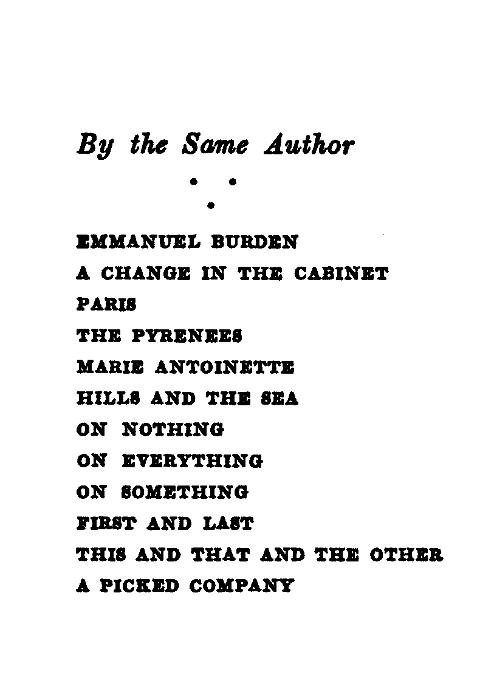 By the Same Author
EMMANUEL BURDEN
A CHANGE IN THE CABINET
PARIS
THE PYRENEES
MARIE ANTOINETTE
HILLS AND THE SEA
ON NOTHING
ON EVERYTHING
ON SOMETHING
FIRST AND LAST
THIS AND THAT AND THE OTHER
A PICKED COMPANY